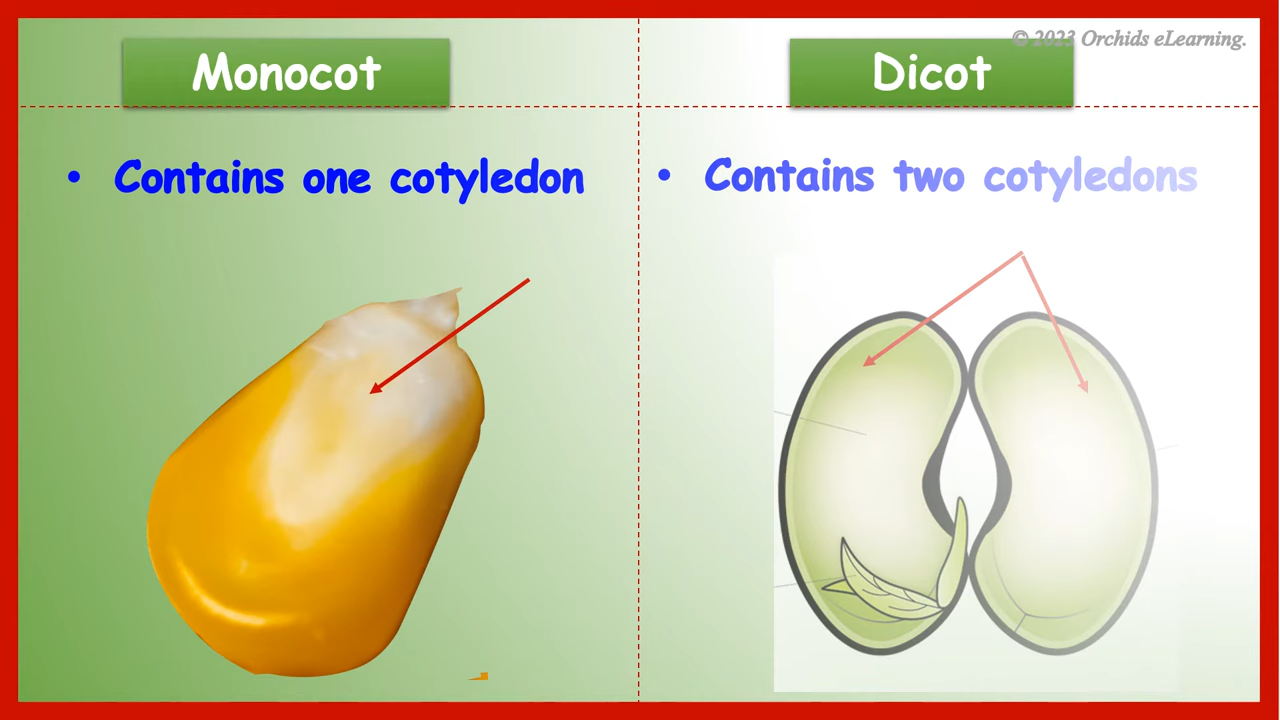 © 2023 Orchids eLearning.
Monocot
Dicot
• Contains one cotyledon
• Contains two cotyledons